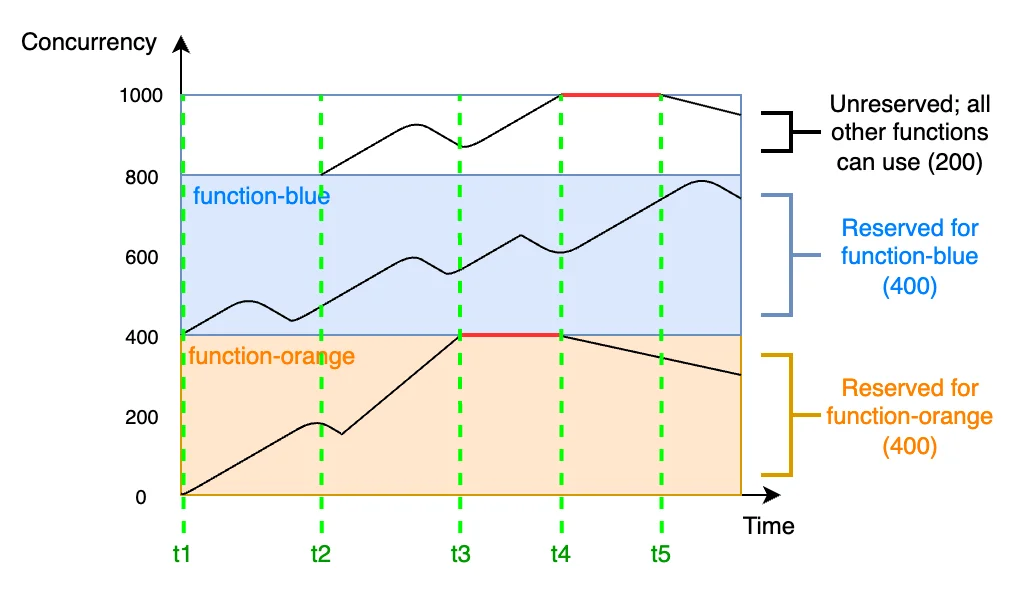 Concurrency
1000
800
600
400
200
0
function-blue
function-orange
Unreserved; all
other functions
can use (200)
Reserved for
function-blue
(400)
Reserved for
function-orange
(400)
Time
t1
t2
t3
t4
t5